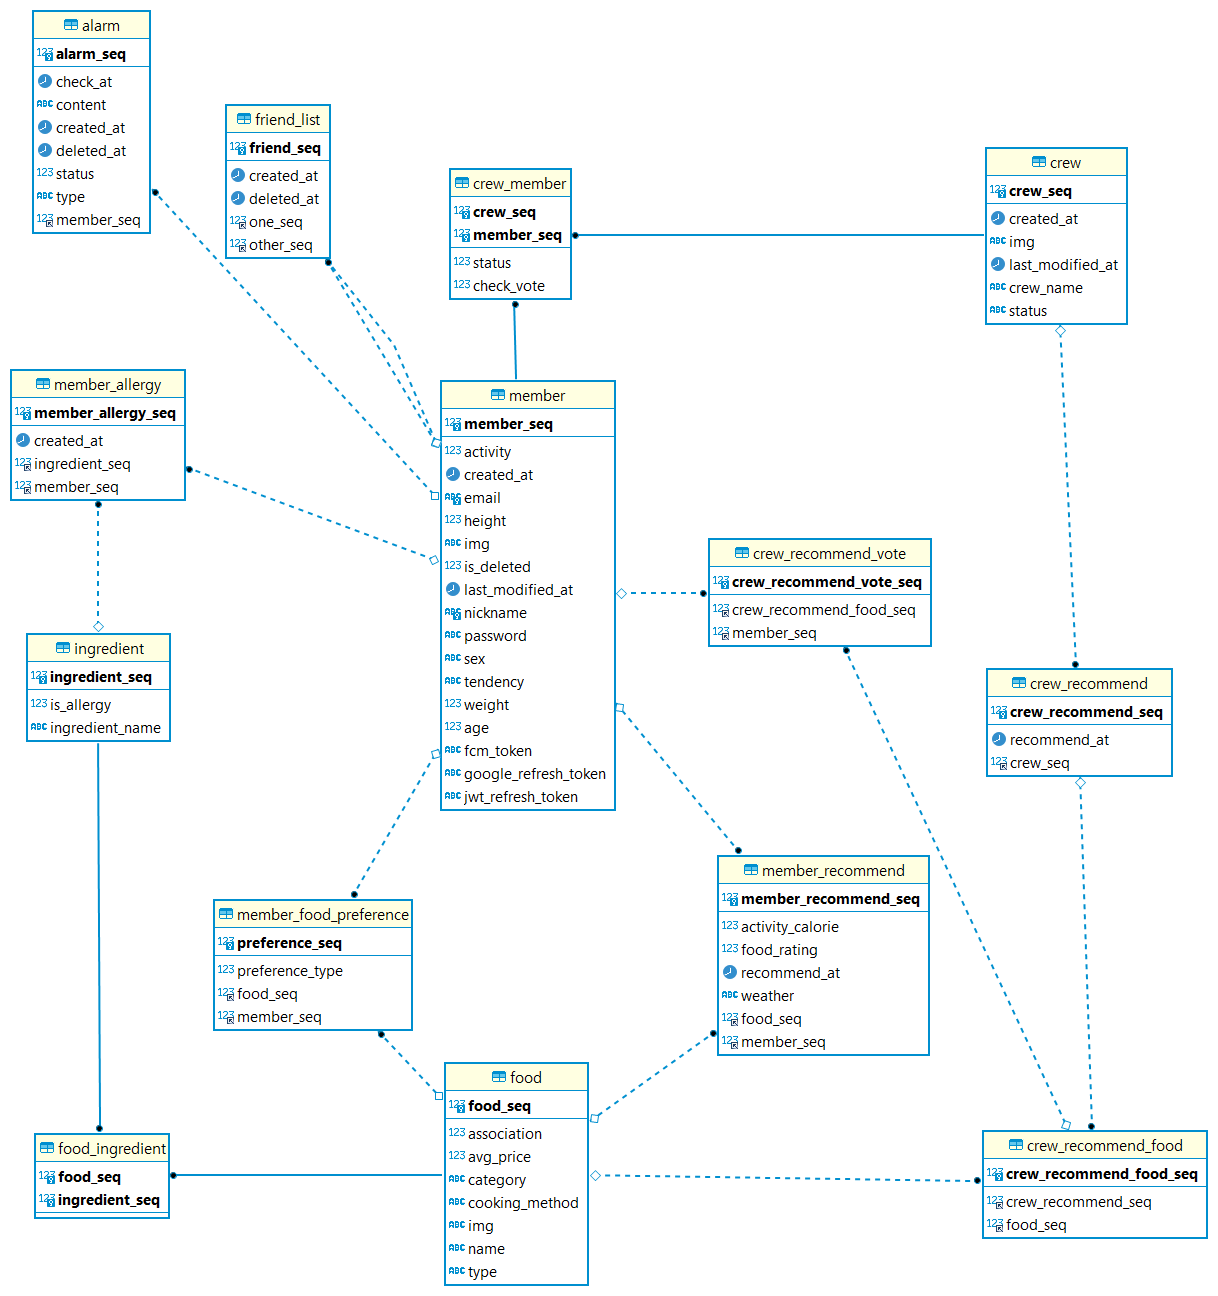 alarm
alarm_seq
check_at
content
created_at
deleted_at
status
type
member_seq
friend_list
friend_seq
created_at
deleted_at
one_seq
other_seq
crew_member
crew_seq
member_seq
status
check_vote
crew
crew_seq
created_at
img
last_modified_at
crew_name
status
member_allergy
member_allergy_seq
created_at
ingredient_seq
member_seq
member
member_seq
activity
created_at
email
height
img
is_deleted
last_modified_at
nickname
password
sex
tendency
weight
age
fcm_token
google_refresh_token
jwt_refresh_token
crew_recommend_vote
crew_recommend_vote_seq
crew_recommend_food_seq
member_seq
ingredient
ingredient_seq
is_allergy
ingredient_name
crew_recommend
crew_recommend_seq
recommend_at
crew_seq
member_recommend
member_recommend_seq
activity_calorie
food_rating
recommend_at
weather
food_seq
member_seq
member_food_preference
preference_seq
preference_type
food_seq
member_seq
food
food_seq
association
avg_price
category
cooking_method
img
name
type
food_ingredient
food_seq
ingredient_seq
crew_recommend_food
crew_recommend_food_seq
crew_recommend_seq
food_seq